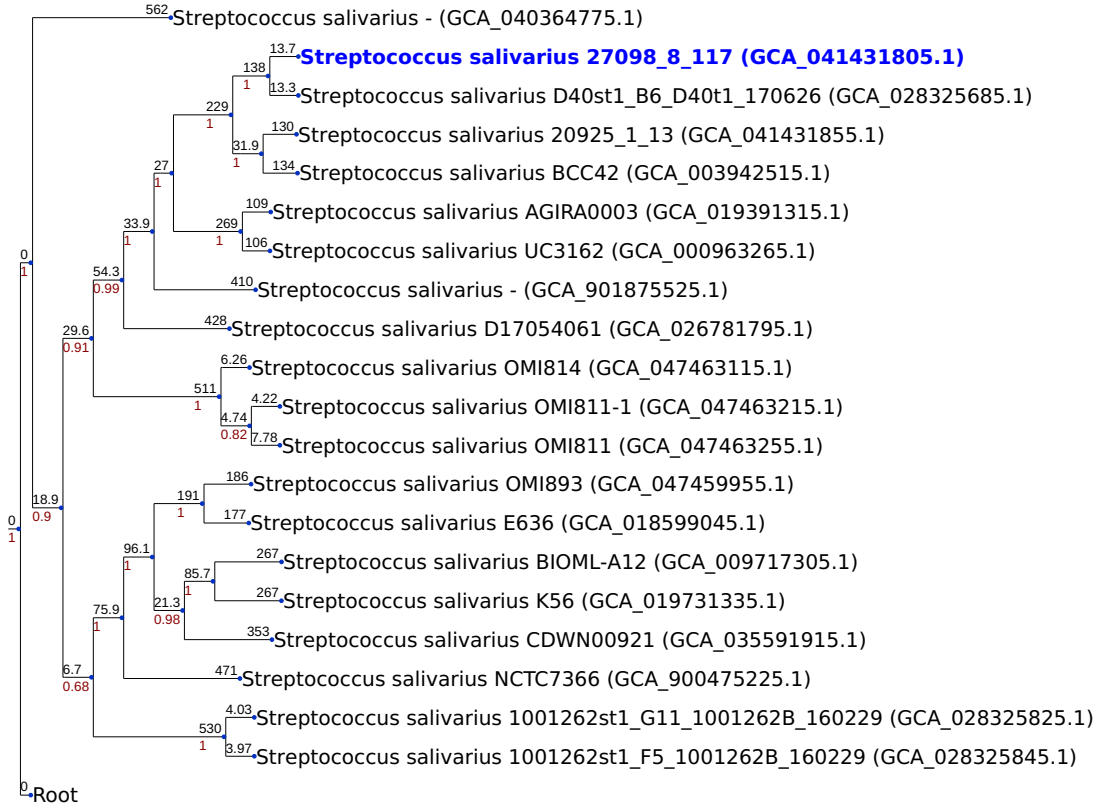 562
Streptococcus salivarius - (GCA_040364775.1)
13.7
Streptococcus salivarius 27098_8_117 (GCA_041431805.1)
138
1
13.3
Streptococcus salivarius D40st1_B6_D40t1_170626 (GCA_028325685.1)
229
1
130
Streptococcus salivarius 20925_1_13 (GCA_041431855.1)
31.9
1
134
Streptococcus salivarius BCC42 (GCA_003942515.1)
27
1
109
Streptococcus salivarius AGIRA0003 (GCA_019391315.1)
33.9
1
269
1
106
Streptococcus salivarius UC3162 (GCA_000963265.1)
0
1
54.3
0.99
410
Streptococcus salivarius - (GCA_901875525.1)
428
Streptococcus salivarius D17054061 (GCA_026781795.1)
29.6
0.91
6.26
Streptococcus salivarius OMI814 (GCA_047463115.1)
511
1
4.22
Streptococcus salivarius OMI811-1 (GCA_047463215.1)
4.74
0.82
7.78
Streptococcus salivarius OMI811 (GCA_047463255.1)
186
Streptococcus salivarius OMI893 (GCA_047459955.1)
18.9
0.9
191
1
177
Streptococcus salivarius E636 (GCA_018599045.1)
0
1
96.1
1
267
Streptococcus salivarius BIOML-A12 (GCA_009717305.1)
85.7
1
267
Streptococcus salivarius K56 (GCA_019731335.1)
21.3
0.98
75.9
1
353
Streptococcus salivarius CDWN00921 (GCA_035591915.1)
6.7
0.68
471
Streptococcus salivarius NCTC7366 (GCA_900475225.1)
4.03
Streptococcus salivarius 1001262st1_G11_1001262B_160229 (GCA_028325825.1)
530
1
3.97
Streptococcus salivarius 1001262st1_F5_1001262B_160229 (GCA_028325845.1)
0
Root